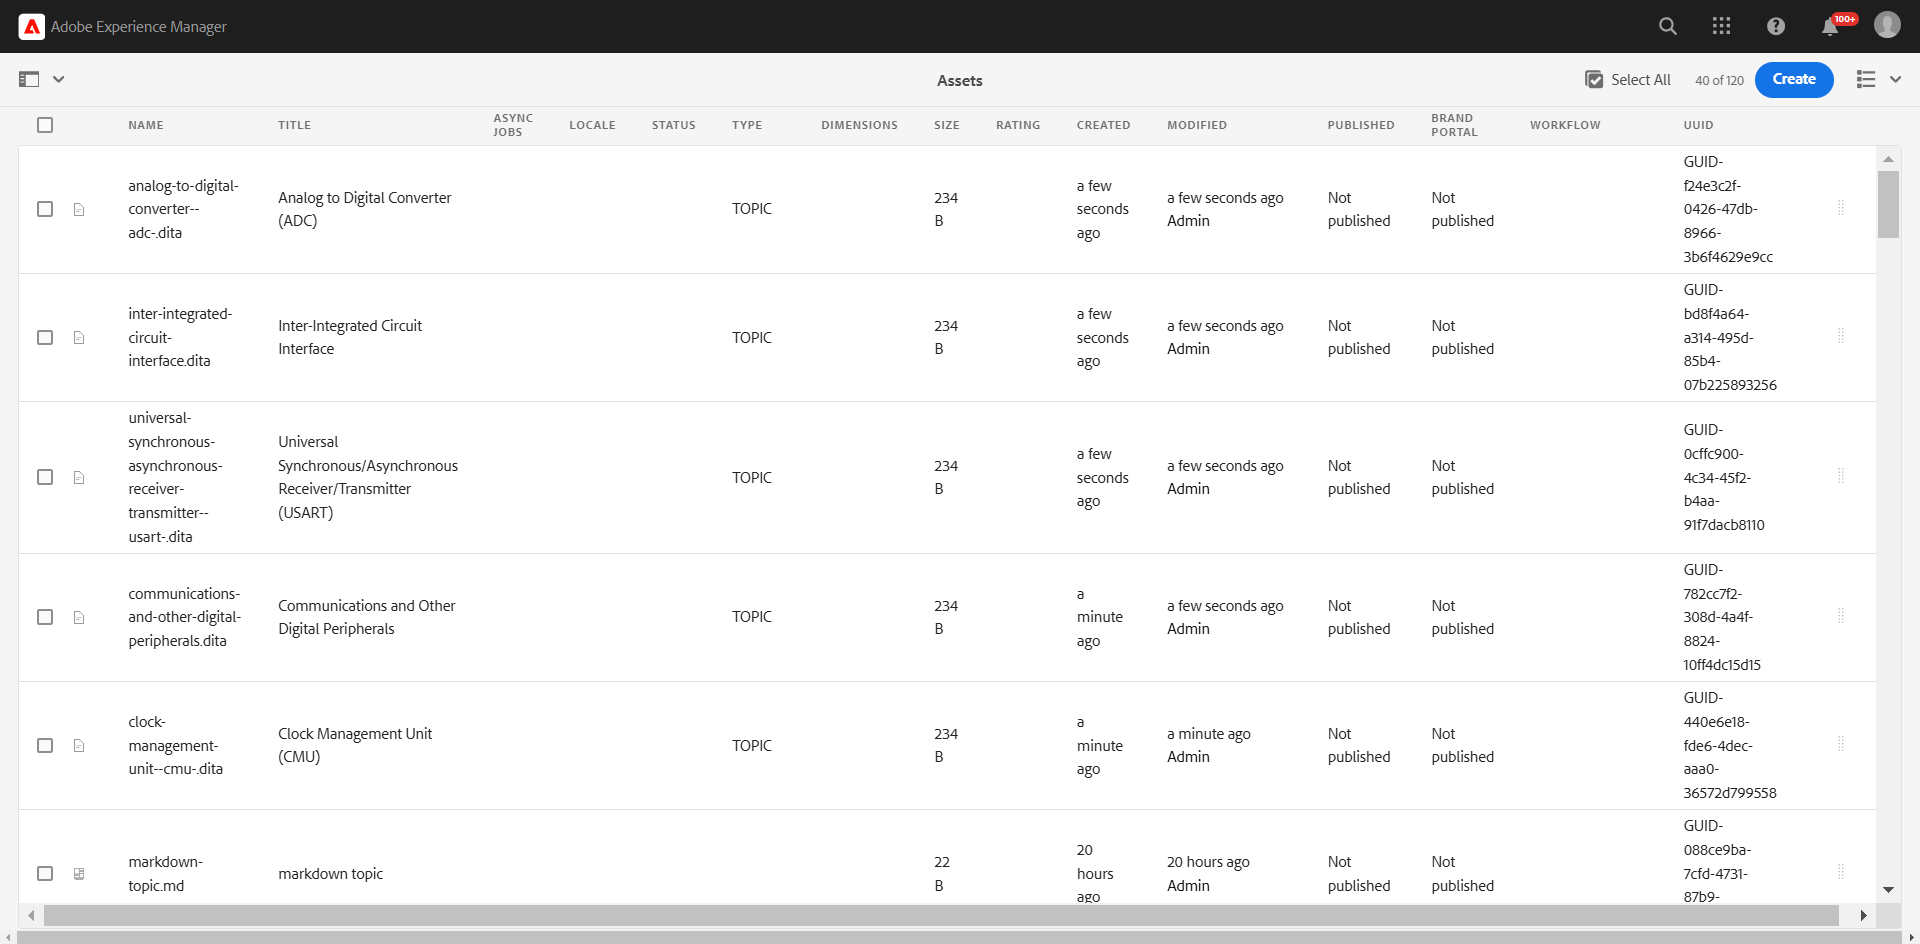 Adobe Experience Manager
100+
Assets
Select All
40 of 120
Create
NAME
TITLE
ASYNC
JOBS
LOCALE
STATUS
TYPE
DIMENSIONS
SIZE
RATING
CREATED
MODIFIED
PUBLISHED
BRAND
PORTAL
WORKFLOW
UUID
analog-to-digital-
converter--
adc-.dita
Analog to Digital Converter
(ADC)
TOPIC
234
B
a few
seconds
ago
a few seconds ago
Admin
Not
published
Not
published
GUID-
f24e3c2f-
0426-47db-
8966-
3b6f4629e9cc
inter-integrated-
circuit-
interface.dita
Inter-Integrated Circuit
Interface
TOPIC
234
B
a few
seconds
ago
a few seconds ago
Admin
Not
published
Not
published
GUID-
bd8f4a64-
a314-495d-
85b4-
07b225893256
universal-
synchronous-
asynchronous-
receiver-
transmitter--
usart-.dita
Universal
Synchronous/Asynchronous
Receiver/Transmitter
(USART)
TOPIC
234
B
a few
seconds
ago
a few seconds ago
Admin
Not
published
Not
published
GUID-
0cffc900-
4c34-45f2-
b4aa-
91f7dacb8110
communications-
and-other-digital-
peripherals.dita
Communications and Other
Digital Peripherals
TOPIC
234
B
a
minute
ago
a few seconds ago
Admin
Not
published
Not
published
GUID-
782cc7f2-
308d-4a4f-
8824-
10ff4dc15d15
clock-
management-
unit--cmu-.dita
Clock Management Unit
(CMU)
TOPIC
234
B
a
minute
ago
a minute ago
Admin
Not
published
Not
published
GUID-
440e6e18-
fde6-4dec-
aaa0-
36572d799558
markdown-
topic.md
markdown topic
22
B
20
hours
ago
20 hours ago
Admin
Not
published
Not
published
GUID-
088ce9ba-
7cfd-4731-
87b9-